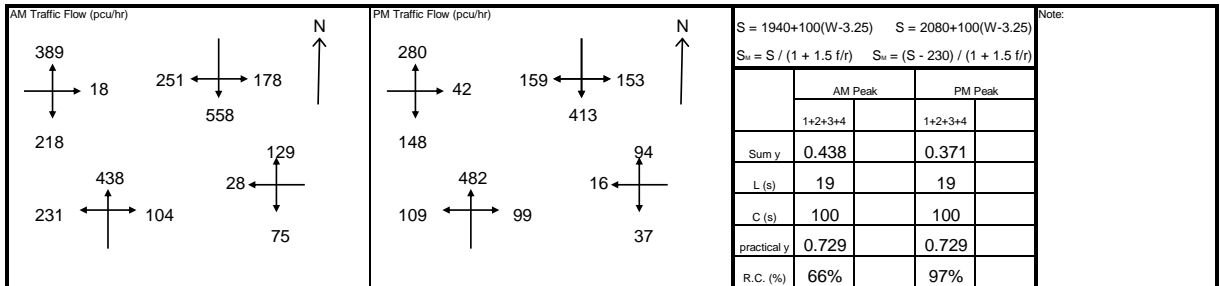 AM Traffic Flow (pcu/hr)
N
389
18
218
251
178
558
438
231
104
129
28
75
PM Traffic Flow (pcu/hr)
N
280
42
148
159
153
413
482
109
99
94
16
37
S = 1940+100(W-3.25) S = 2080+100(W-3.25)
SM = S / (1 + 1.5 f/r) SM = (S - 230) / (1 + 1.5 f/r)
AM Peak PM Peak
1+2+3+4 1+2+3+4
Sum y 0.438 0.371
L (s) 19 19
C (s) 100 100
practical y 0.729 0.729
R.C. (%) 66% 97%
Note: